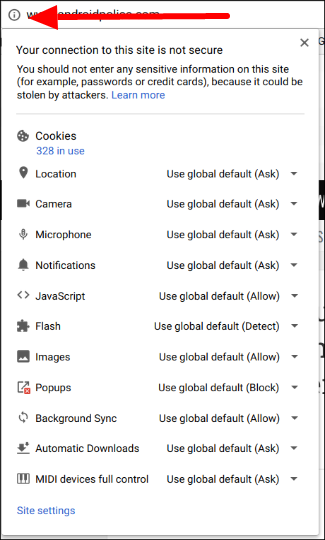 androidpolice.com
Your connection to this site is not secure
You should not enter any sensitive information on this site
(for example, passwords or credit cards), because it could be
stolen by attackers. Learn more
Cookies
328 in use
Location Use global default (Ask)
Camera Use global default (Ask)
Microphone Use global default (Ask)
Notifications Use global default (Ask)
JavaScript Use global default (Allow)
Flash Use global default (Detect)
Images Use global default (Allow)
Popups Use global default (Block)
Background Sync Use global default (Allow)
Automatic Downloads Use global default (Ask)
MIDI devices full control Use global default (Ask)
Site settings